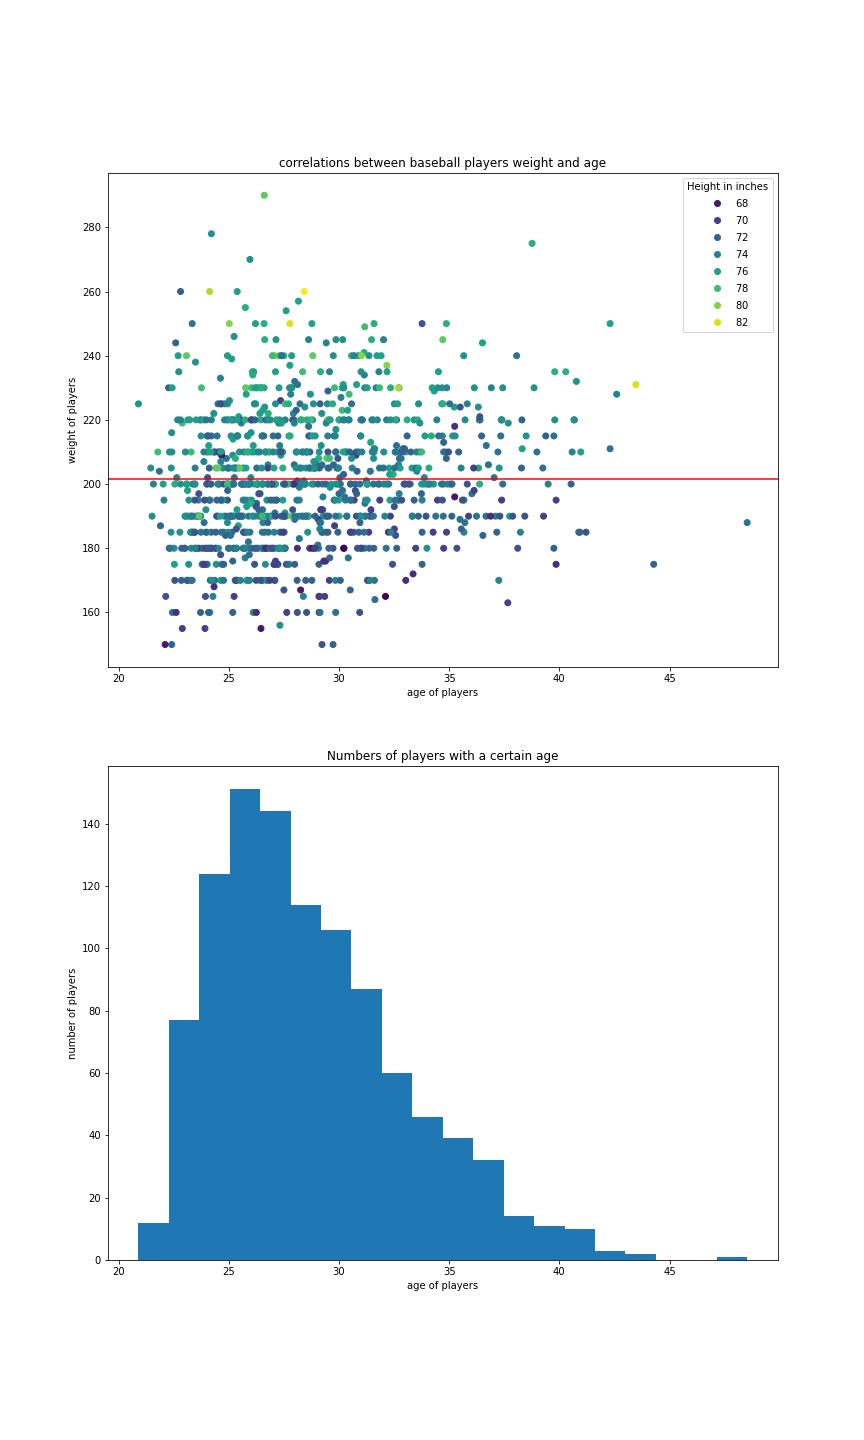 correlations between baseball players weight and age
Height in inches
68
70
72
74
76
78
80
82
280
260
240
220
200
180
160
weight of players
20 25 30 35 40 45
age of players
Numbers of players with a certain age
140
120
100
80
60
40
20
0
number of players
20 25 30 35 40 45
age of players